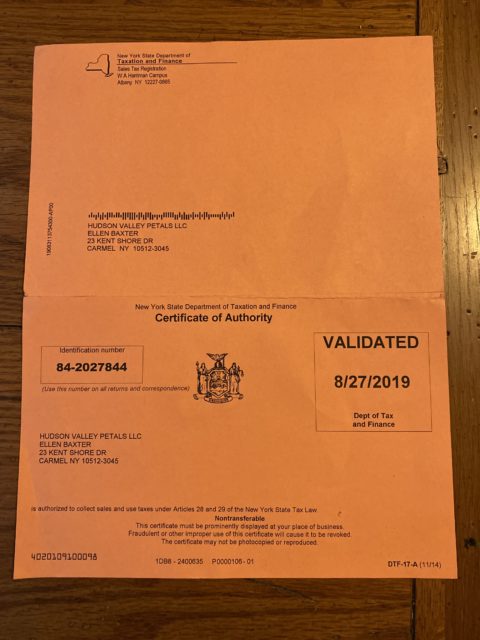 New York State Department of
Taxation and Finance
Sales Tax Registration
W A Harriman Campus
Albany NY 12227-0865
HUDSON VALLEY PETALS LLC
ELLEN BAXTER
23 KENT SHORE DR
CARMEL NY 10512-3045
New York State Department of Taxation and Finance
Certificate of Authority
Identification number
84-2027844
(Use this number on all returns and correspondence)
VALIDATED
8/27/2019
Dept of Tax
and Finance
HUDSON VALLEY PETALS LLC
ELLEN BAXTER
23 KENT SHORE DR
CARMEL NY 10512-3045
is authorized to collect sales and use taxes under Articles 28 and 29 of the New York State Tax Law.
Nontransferable
This certificate must be prominently displayed at your place of business.
Fraudulent or other improper use of this certificate will cause it to be revoked.
The certificate may not be photocopied or reproduced.
4020109100098
1DB6 - 2400635 P0000106 - 01
DTF-17-A (11/14)